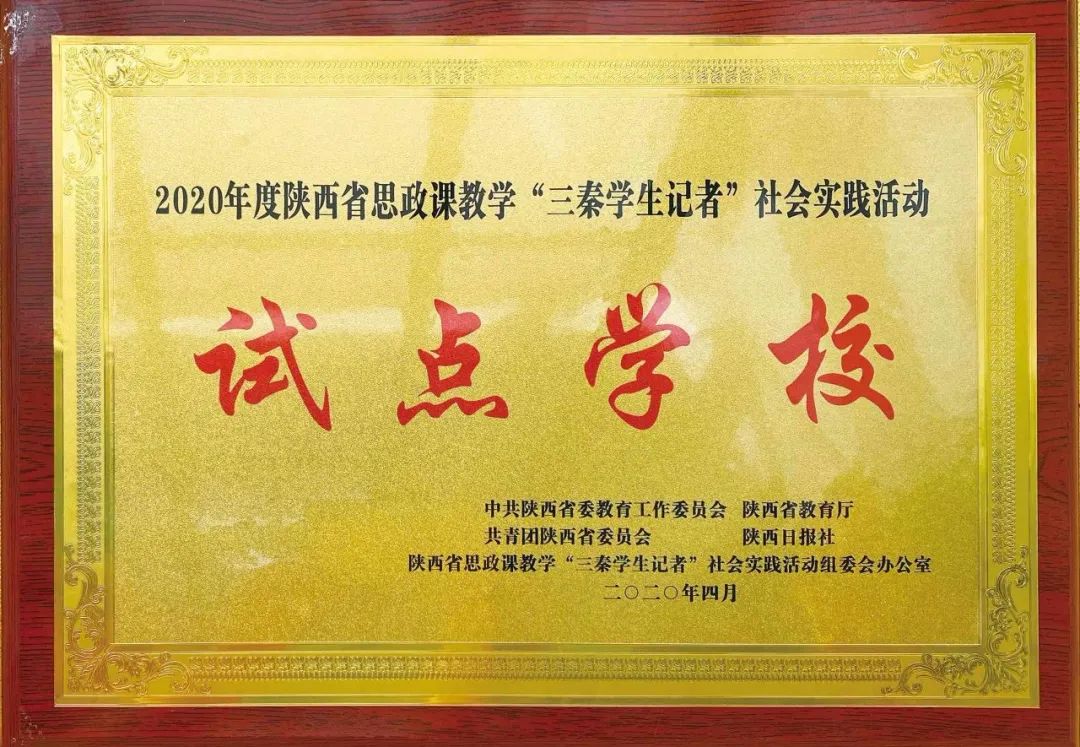 2020年度陕西省思政课教学“三秦学生记者”社会实践活动
试点学校
中共陕西省委教育工作委员会 陕西省教育厅
共青团陕西省委员会 陕西日报社
陕西省思政课教学“三秦学生记者”社会实践活动组委会办公室
二〇二〇年四月